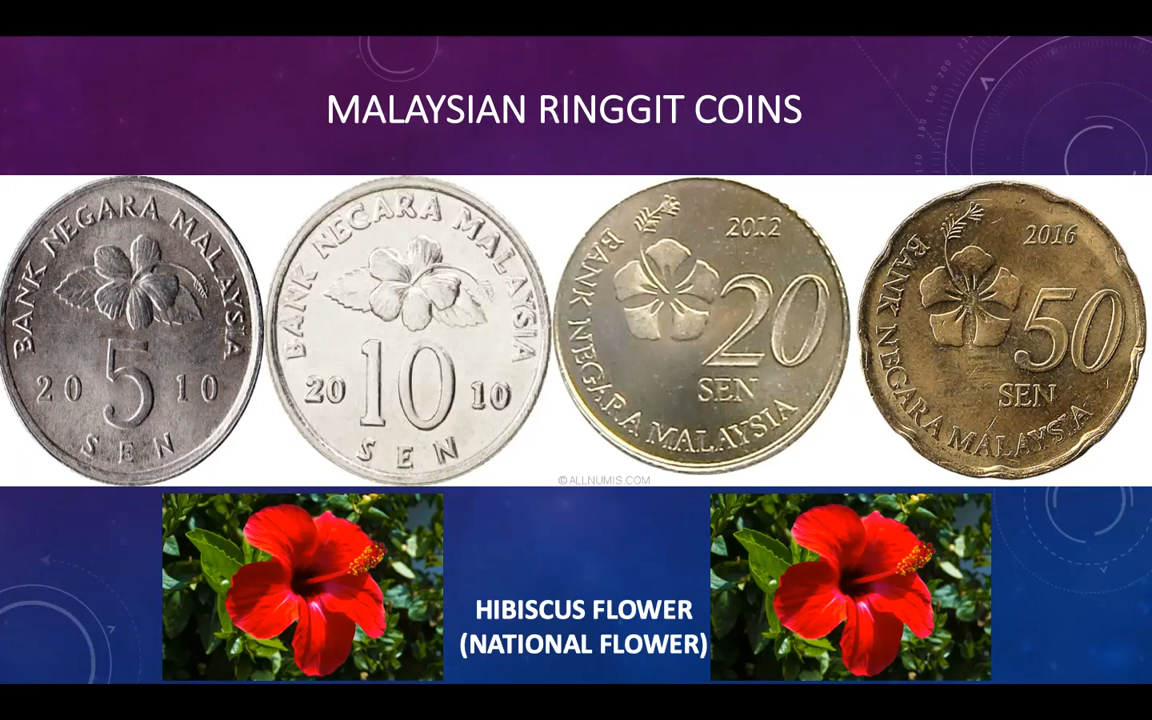 MALAYSIAN RINGGIT COINS
BANK NEGARA MALAYSIA
5
20 10
SEN
BANK NEGARA MALAYSIA
10
20 10
SEN
2012
20
SEN
BANK NEGARA MALAYSIA
2016
50
SEN
BANK NEGARA MALAYSIA
© ALLNUMIS.COM
HIBISCUS FLOWER
(NATIONAL FLOWER)